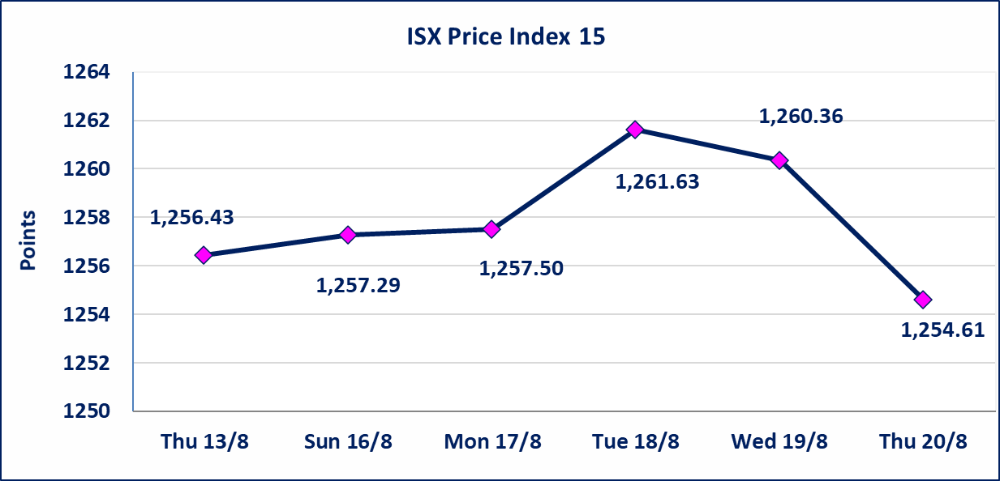 ISX Price Index 15
1264
1262
1260
1258
1256
1254
1252
1250
Points
1,256.43
1,257.29
1,257.50
1,261.63
1,260.36
1,254.61
Thu 13/8
Sun 16/8
Mon 17/8
Tue 18/8
Wed 19/8
Thu 20/8